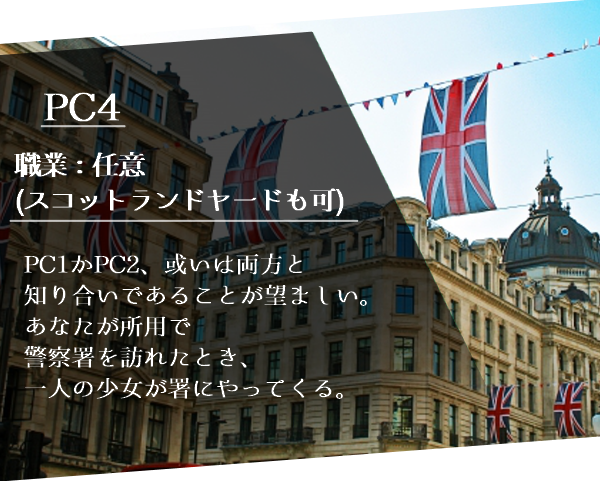 PC4
職業：任意
(スコットランドヤードも可)
PC1かPC2、或いは両方と
知り合いであることが望ましい。
あなたが所用で
警察署を訪れたとき、
一人の少女が署にやってくる。